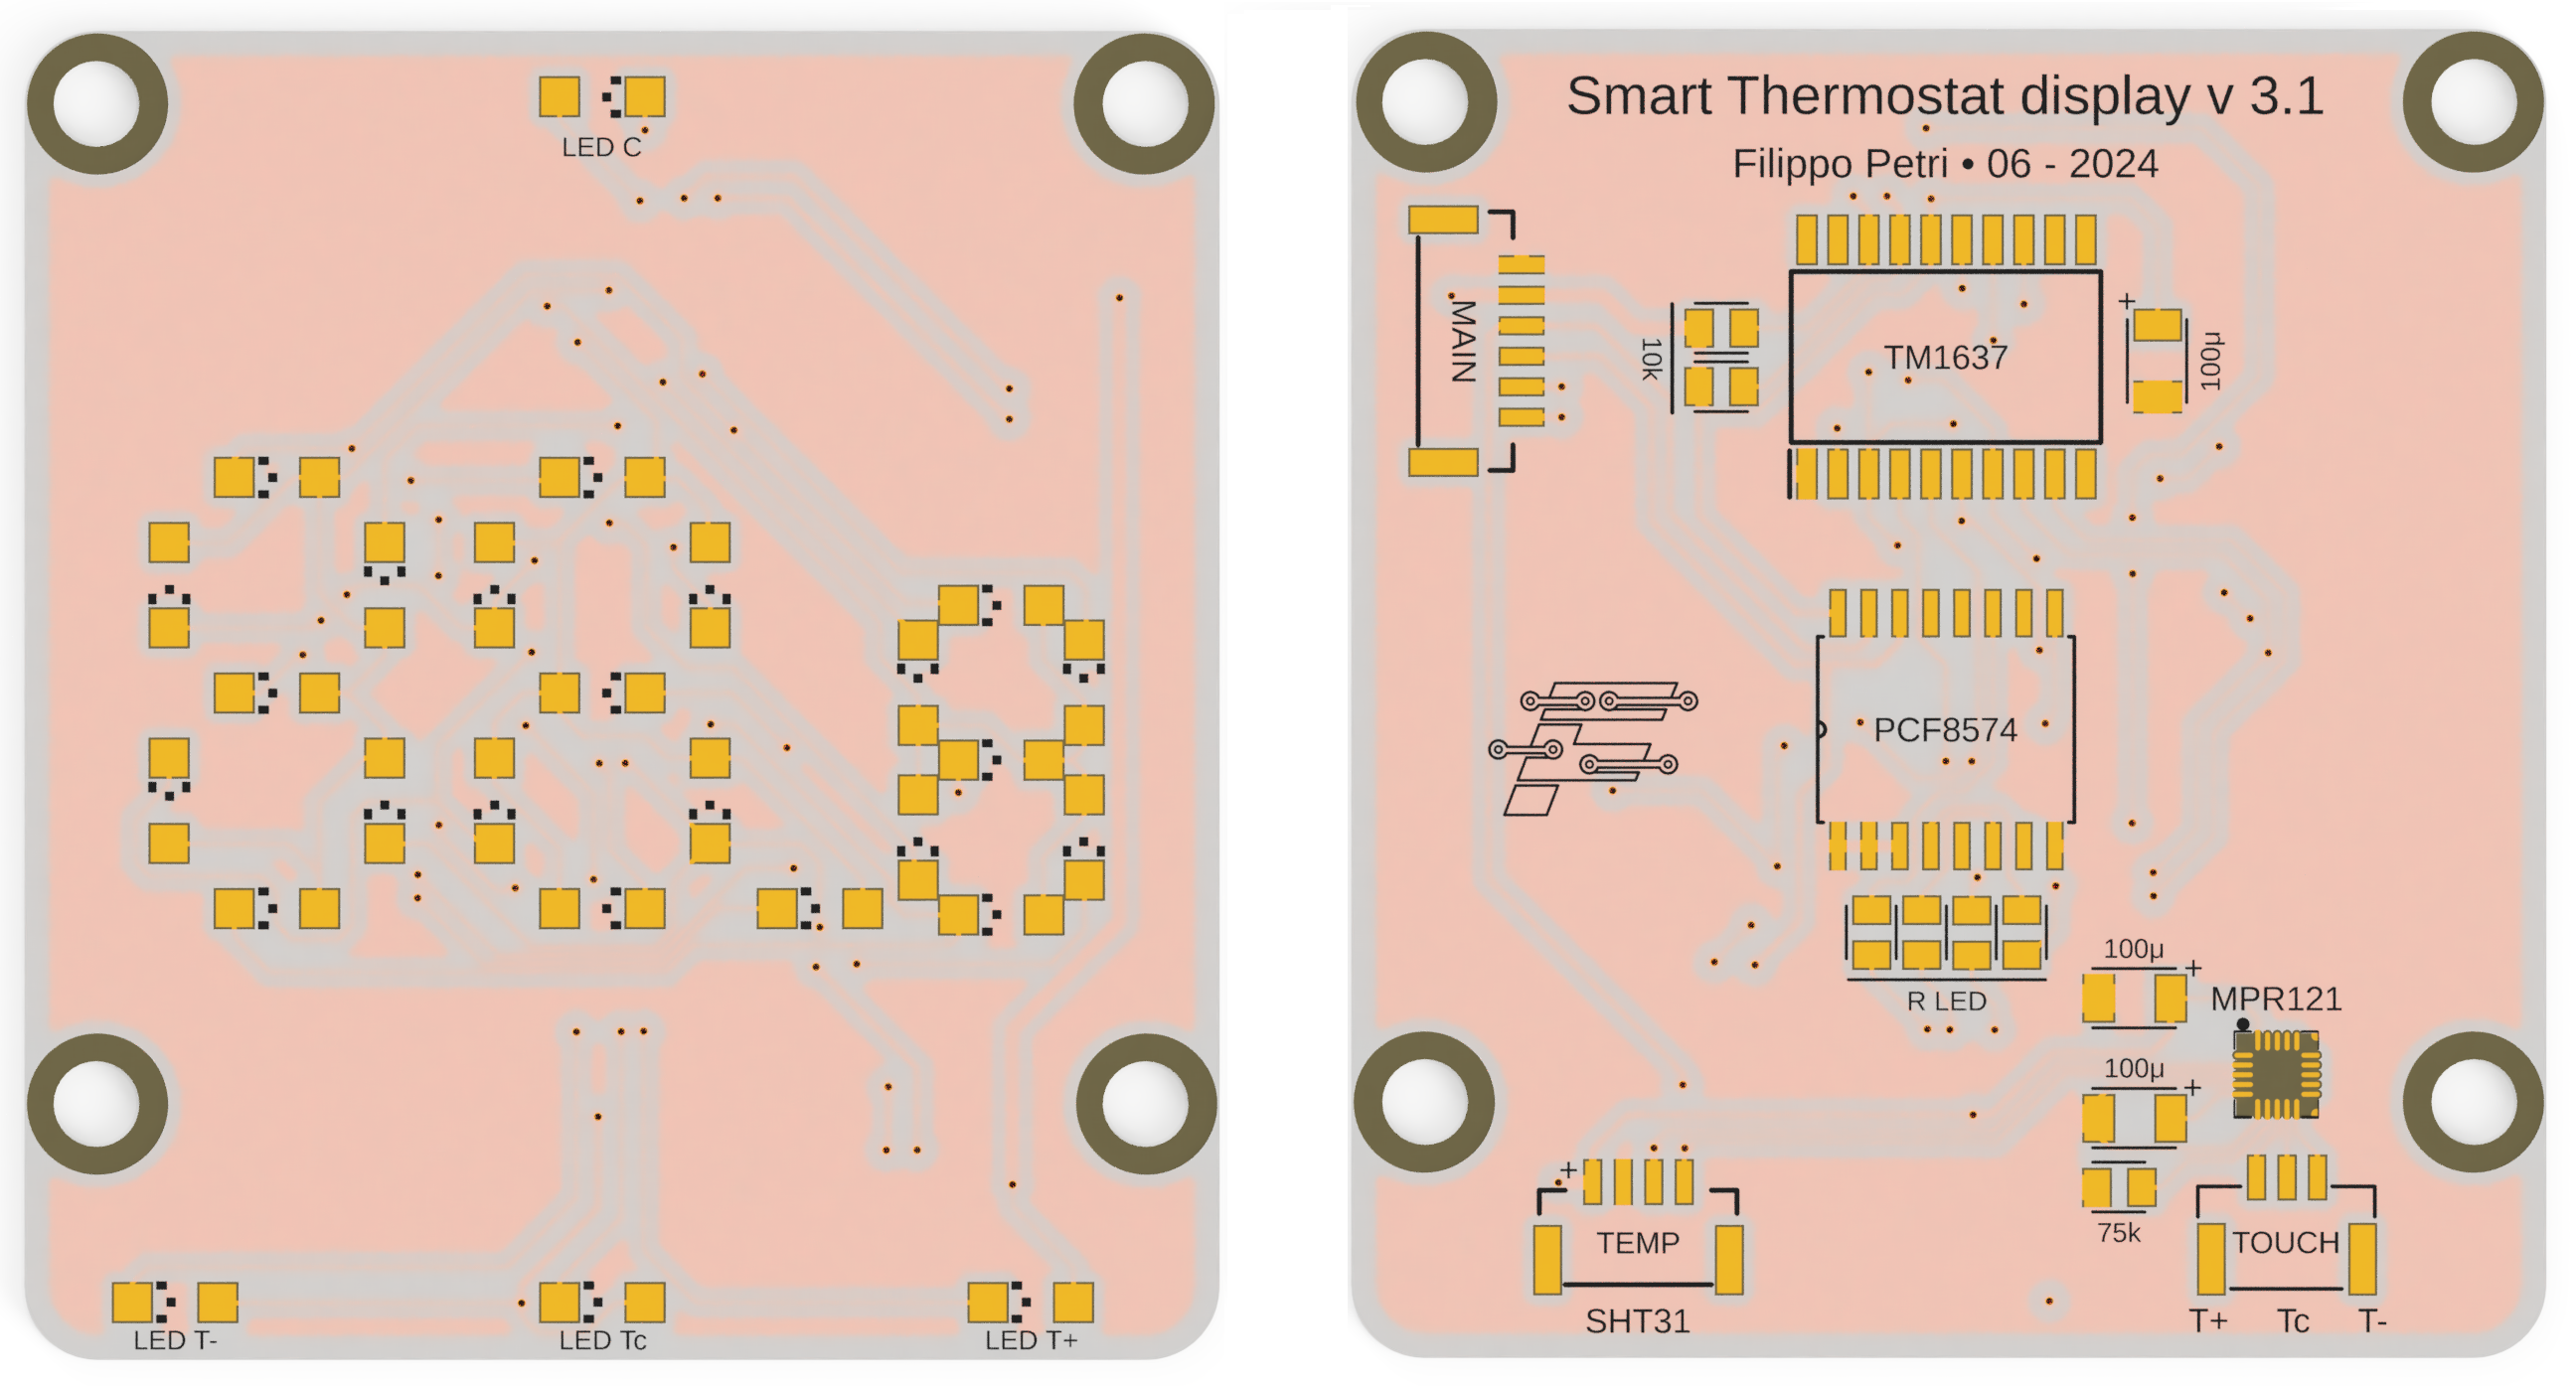 LED C
LED T-
LED Tc
LED T+
Smart Thermostat display v 3.1
Filippo Petri • 06 - 2024
MAIN
10k
TM1637
+
100µ
PCF8574
R LED
100µ
+
MPR121
100µ
+
75k
+
TEMP
SHT31
TOUCH
T+ Tc T-